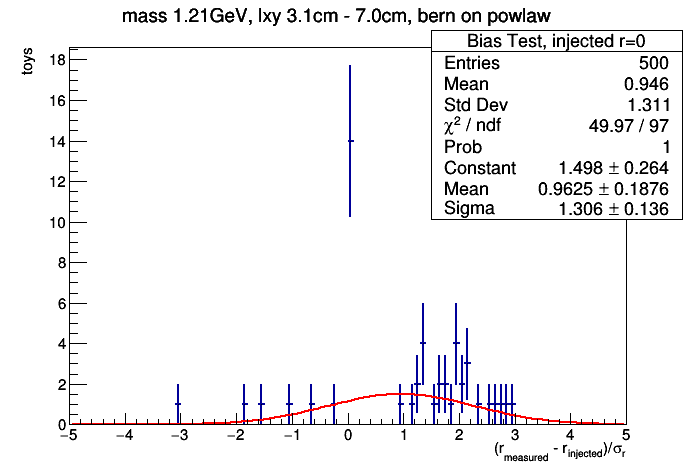 mass 1.21GeV, lxy 3.1cm - 7.0cm, bern on powlaw
Bias Test, injected r=0
Entries 500
Mean 0.946
Std Dev 1.311
χ² / ndf 49.97 / 97
Prob 1
Constant 1.498 ± 0.264
Mean 0.9625 ± 0.1876
Sigma 1.306 ± 0.136
toys
18
16
14
12
10
8
6
4
2
0
−5 −4 −3 −2 −1 0 1 2 3 4 5
(r_measured - r_injected)/σ_r